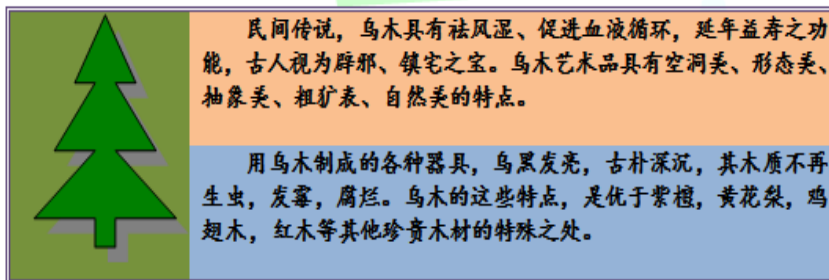 民间传说，乌木具有祛风湿、促进血液循环，延年益寿之功
能，古人视为辟邪、镇宅之宝。乌木艺术品具有空洞美、形态美、
抽象美、粗犷表、自然美的特点。
用乌木制成的各种器具，乌黑发亮，古朴深沉，其木质不再
生虫，发霉，腐烂。乌木的这些特点，是优于紫檀，黄花梨，鸡
翅木，红木等其他珍贵木材的特殊之处。